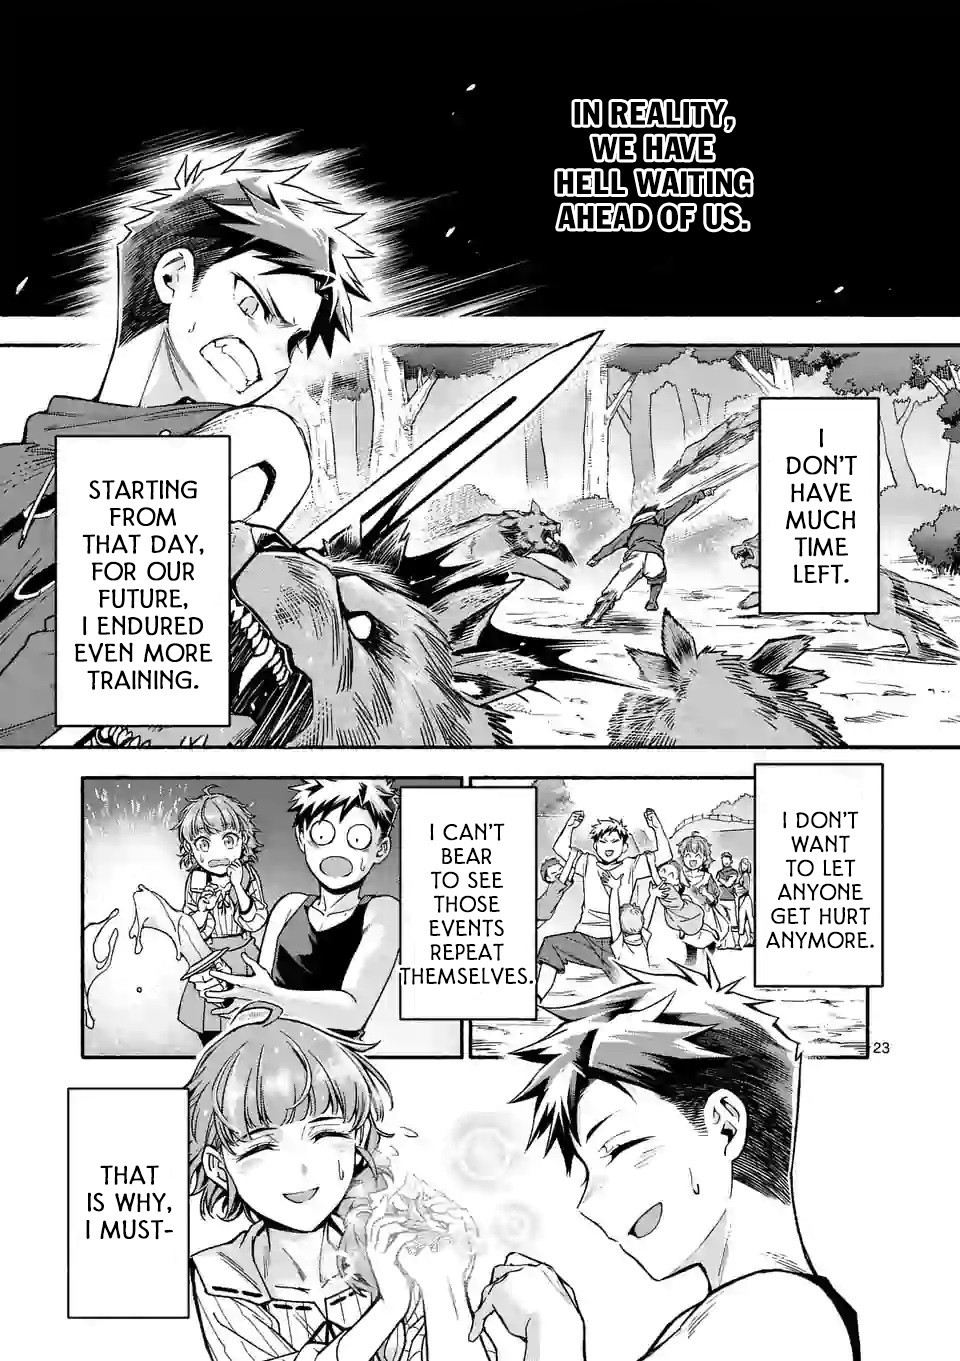 IN REALITY,
WE HAVE
HELL WAITING
AHEAD OF US.
I
DON'T
HAVE
MUCH
TIME
LEFT.
STARTING
FROM
THAT DAY,
FOR OUR
FUTURE,
I ENDURED
EVEN MORE
TRAINING.
I DON'T
WANT
TO LET
ANYONE
GET HURT
ANYMORE.
I CAN'T
BEAR
TO SEE
THOSE
EVENTS
REPEAT
THEMSELVES.
23
THAT
IS WHY,
I MUST-